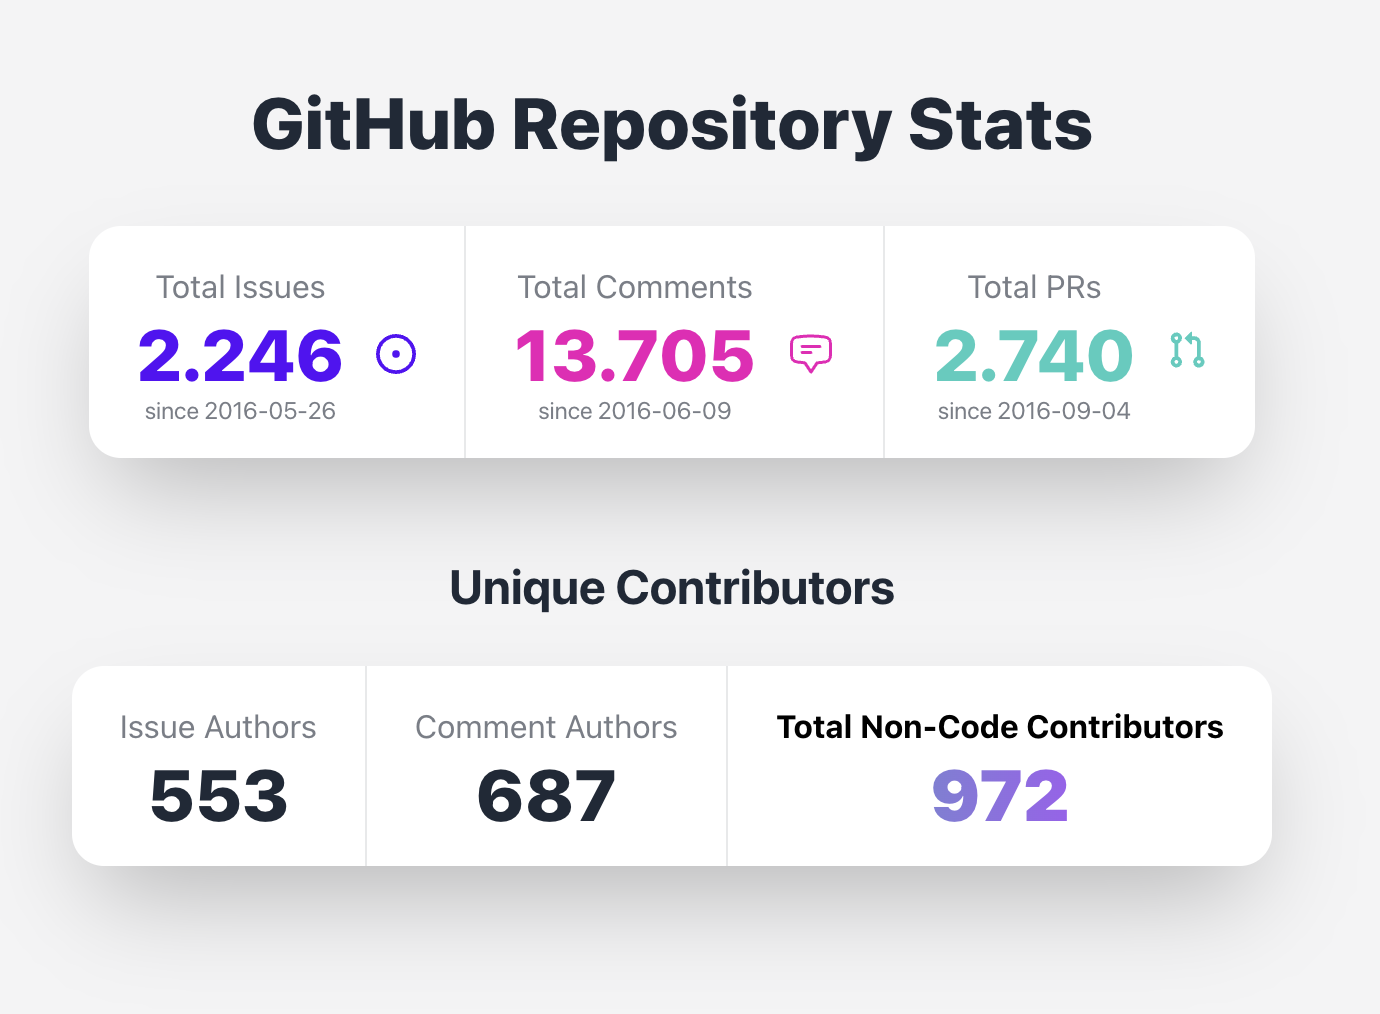 GitHub Repository Stats
Total Issues
2.246
since 2016-05-26
Total Comments
13.705
since 2016-06-09
Total PRs
2.740
since 2016-09-04
Unique Contributors
Issue Authors
553
Comment Authors
687
Total Non-Code Contributors
972